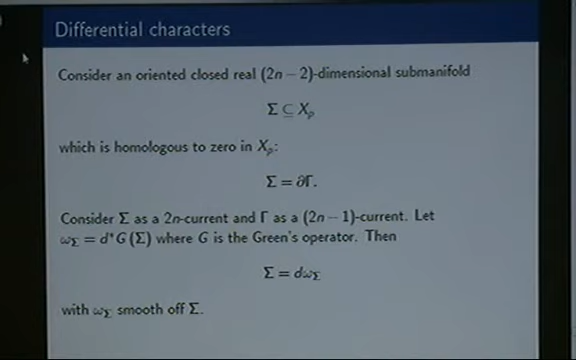 Differential characters
Consider an oriented closed real (2n − 2)-dimensional submanifold
Σ ⊆ Xₚ
which is homologous to zero in Xₚ:
Σ = ∂Γ.
Consider Σ as a 2n-current and Γ as a (2n − 1)-current. Let
ω_Σ = d*G(Σ) where G is the Green's operator. Then
Σ = dω_Σ
with ω_Σ smooth off Σ.